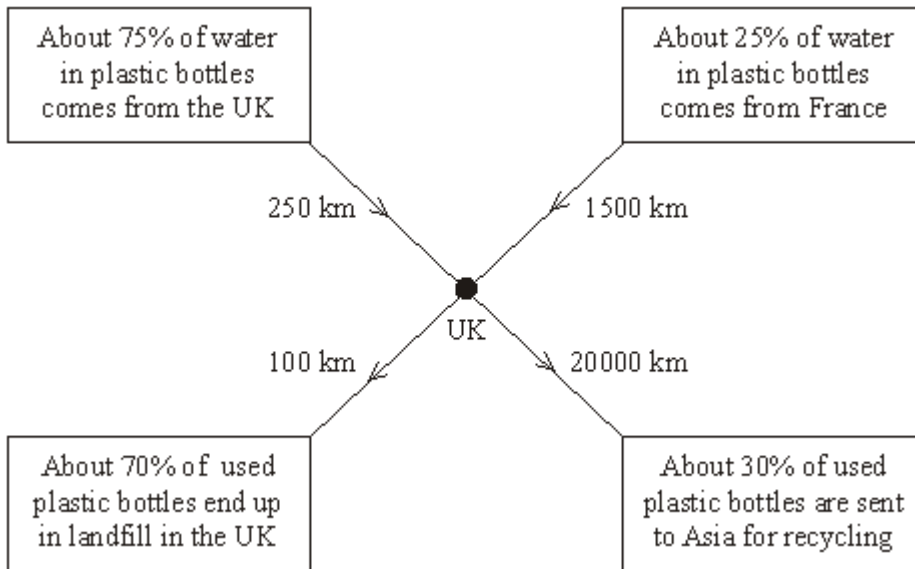 About 75% of water
in plastic bottles
comes from the UK
About 25% of water
in plastic bottles
comes from France
250 km
1500 km
UK
100 km
20000 km
About 70% of used
plastic bottles end up
in landfill in the UK
About 30% of used
plastic bottles are sent
to Asia for recycling